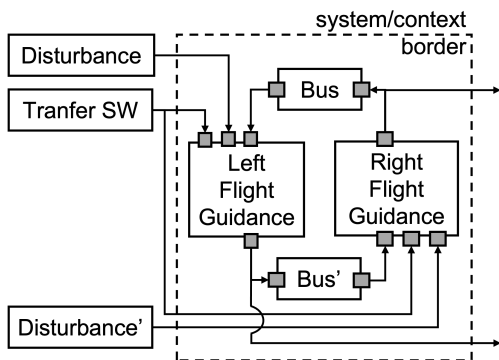 system/context
border
Disturbance
Tranfer SW
Bus
Left
Flight
Guidance
Right
Flight
Guidance
Bus'
Disturbance'